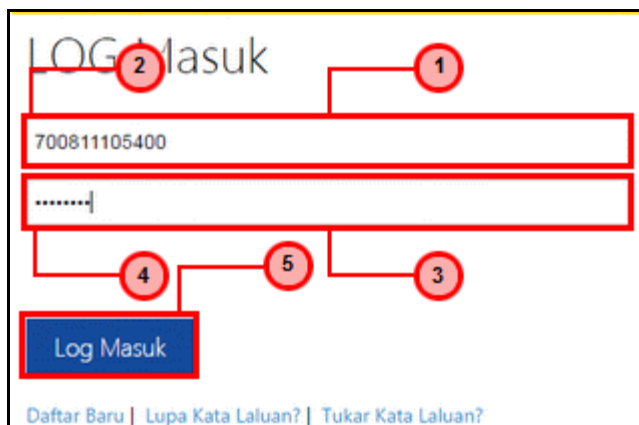 LOG Masuk
2
1
700811105400
••••••••
4
3
5
Log Masuk
Daftar Baru | Lupa Kata Laluan? | Tukar Kata Laluan?